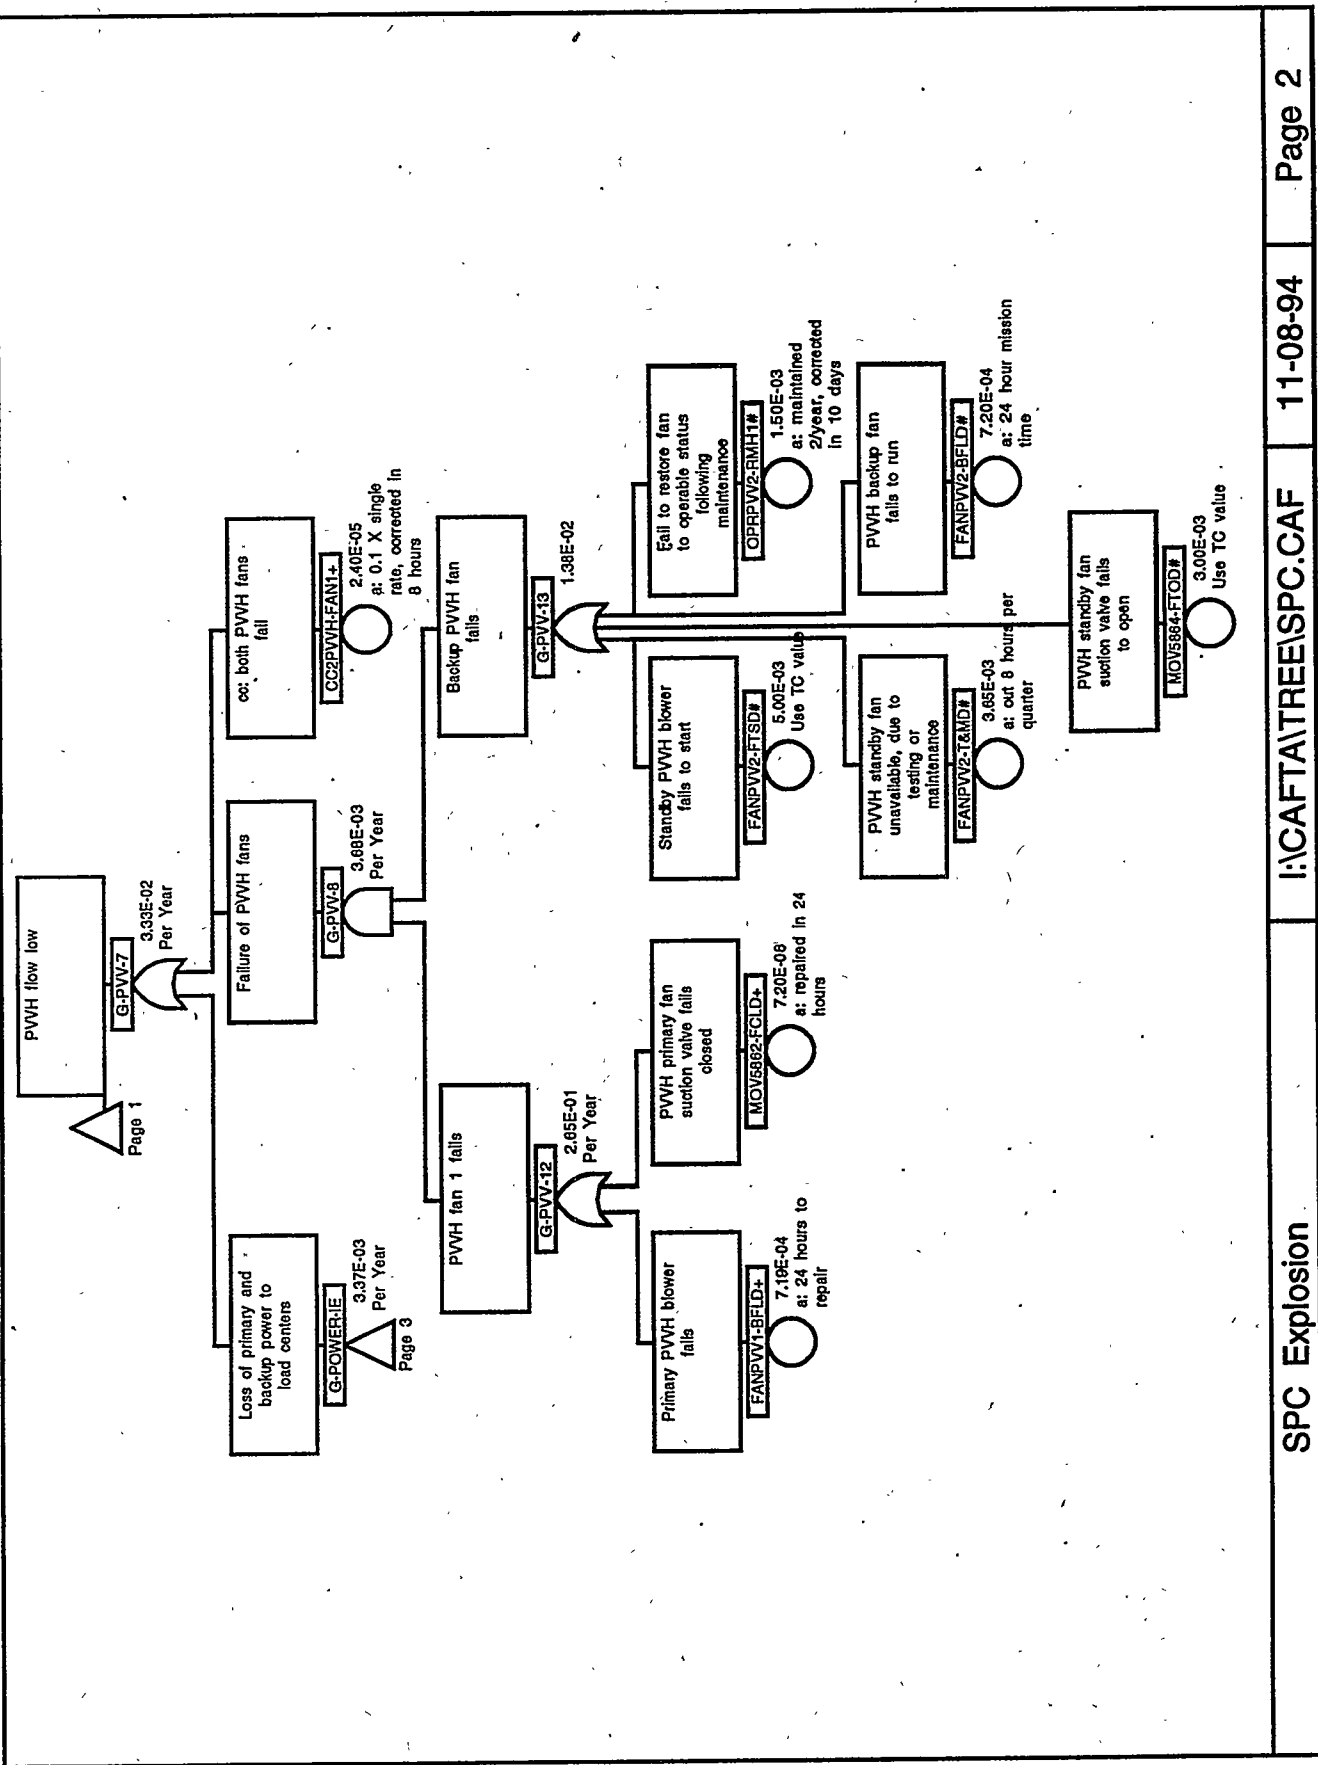 PVVH flow low
G-PVV-7
3.33E-02
Per Year
Page 1
Loss of primary and
backup power to
load centers
G-POWER-IE
3.37E-03
Per Year
Page 3
Failure of PVVH fans
G-PVV-8
3.68E-03
Per Year
cc: both PVVH fans
fail
CC2PVVH-FAN1+
2.40E-05
a: 0.1 X single
rate, corrected in
8 hours
PVVH fan 1 fails
G-PVV-12
2.65E-01
Per Year
Backup PVVH fan
fails
G-PVV-13
1.38E-02
Primary PVVH blower
fails
FANPVV1-BFLD+
7.19E-04
a: 24 hours to
repair
PVVH primary fan
suction valve fails
closed
MOV5862-FCLD+
7.20E-06
a: repaired in 24
hours
Standby PVVH blower
fails to start
FANPVV2-FTSD#
5.00E-03
Use TC value
Fail to restore fan
to operable status
following
maintenance
OPRPVV2-RMH1#
1.50E-03
a: maintained
2/year, corrected
in 10 days
PVVH standby fan
unavailable, due to
testing or
maintenance
FANPVV2-T&MD#
3.65E-03
a: out 8 hours per
quarter
PVVH backup fan
fails to run
FANPVV2-BFLD#
7.20E-04
a: 24 hour mission
time
PVVH standby fan
suction valve fails
to open
MOV5864-FTOD#
3.00E-03
Use TC value
SPC Explosion
I:\CAFTA\TREE\SPC.CAF
11-08-94
Page 2